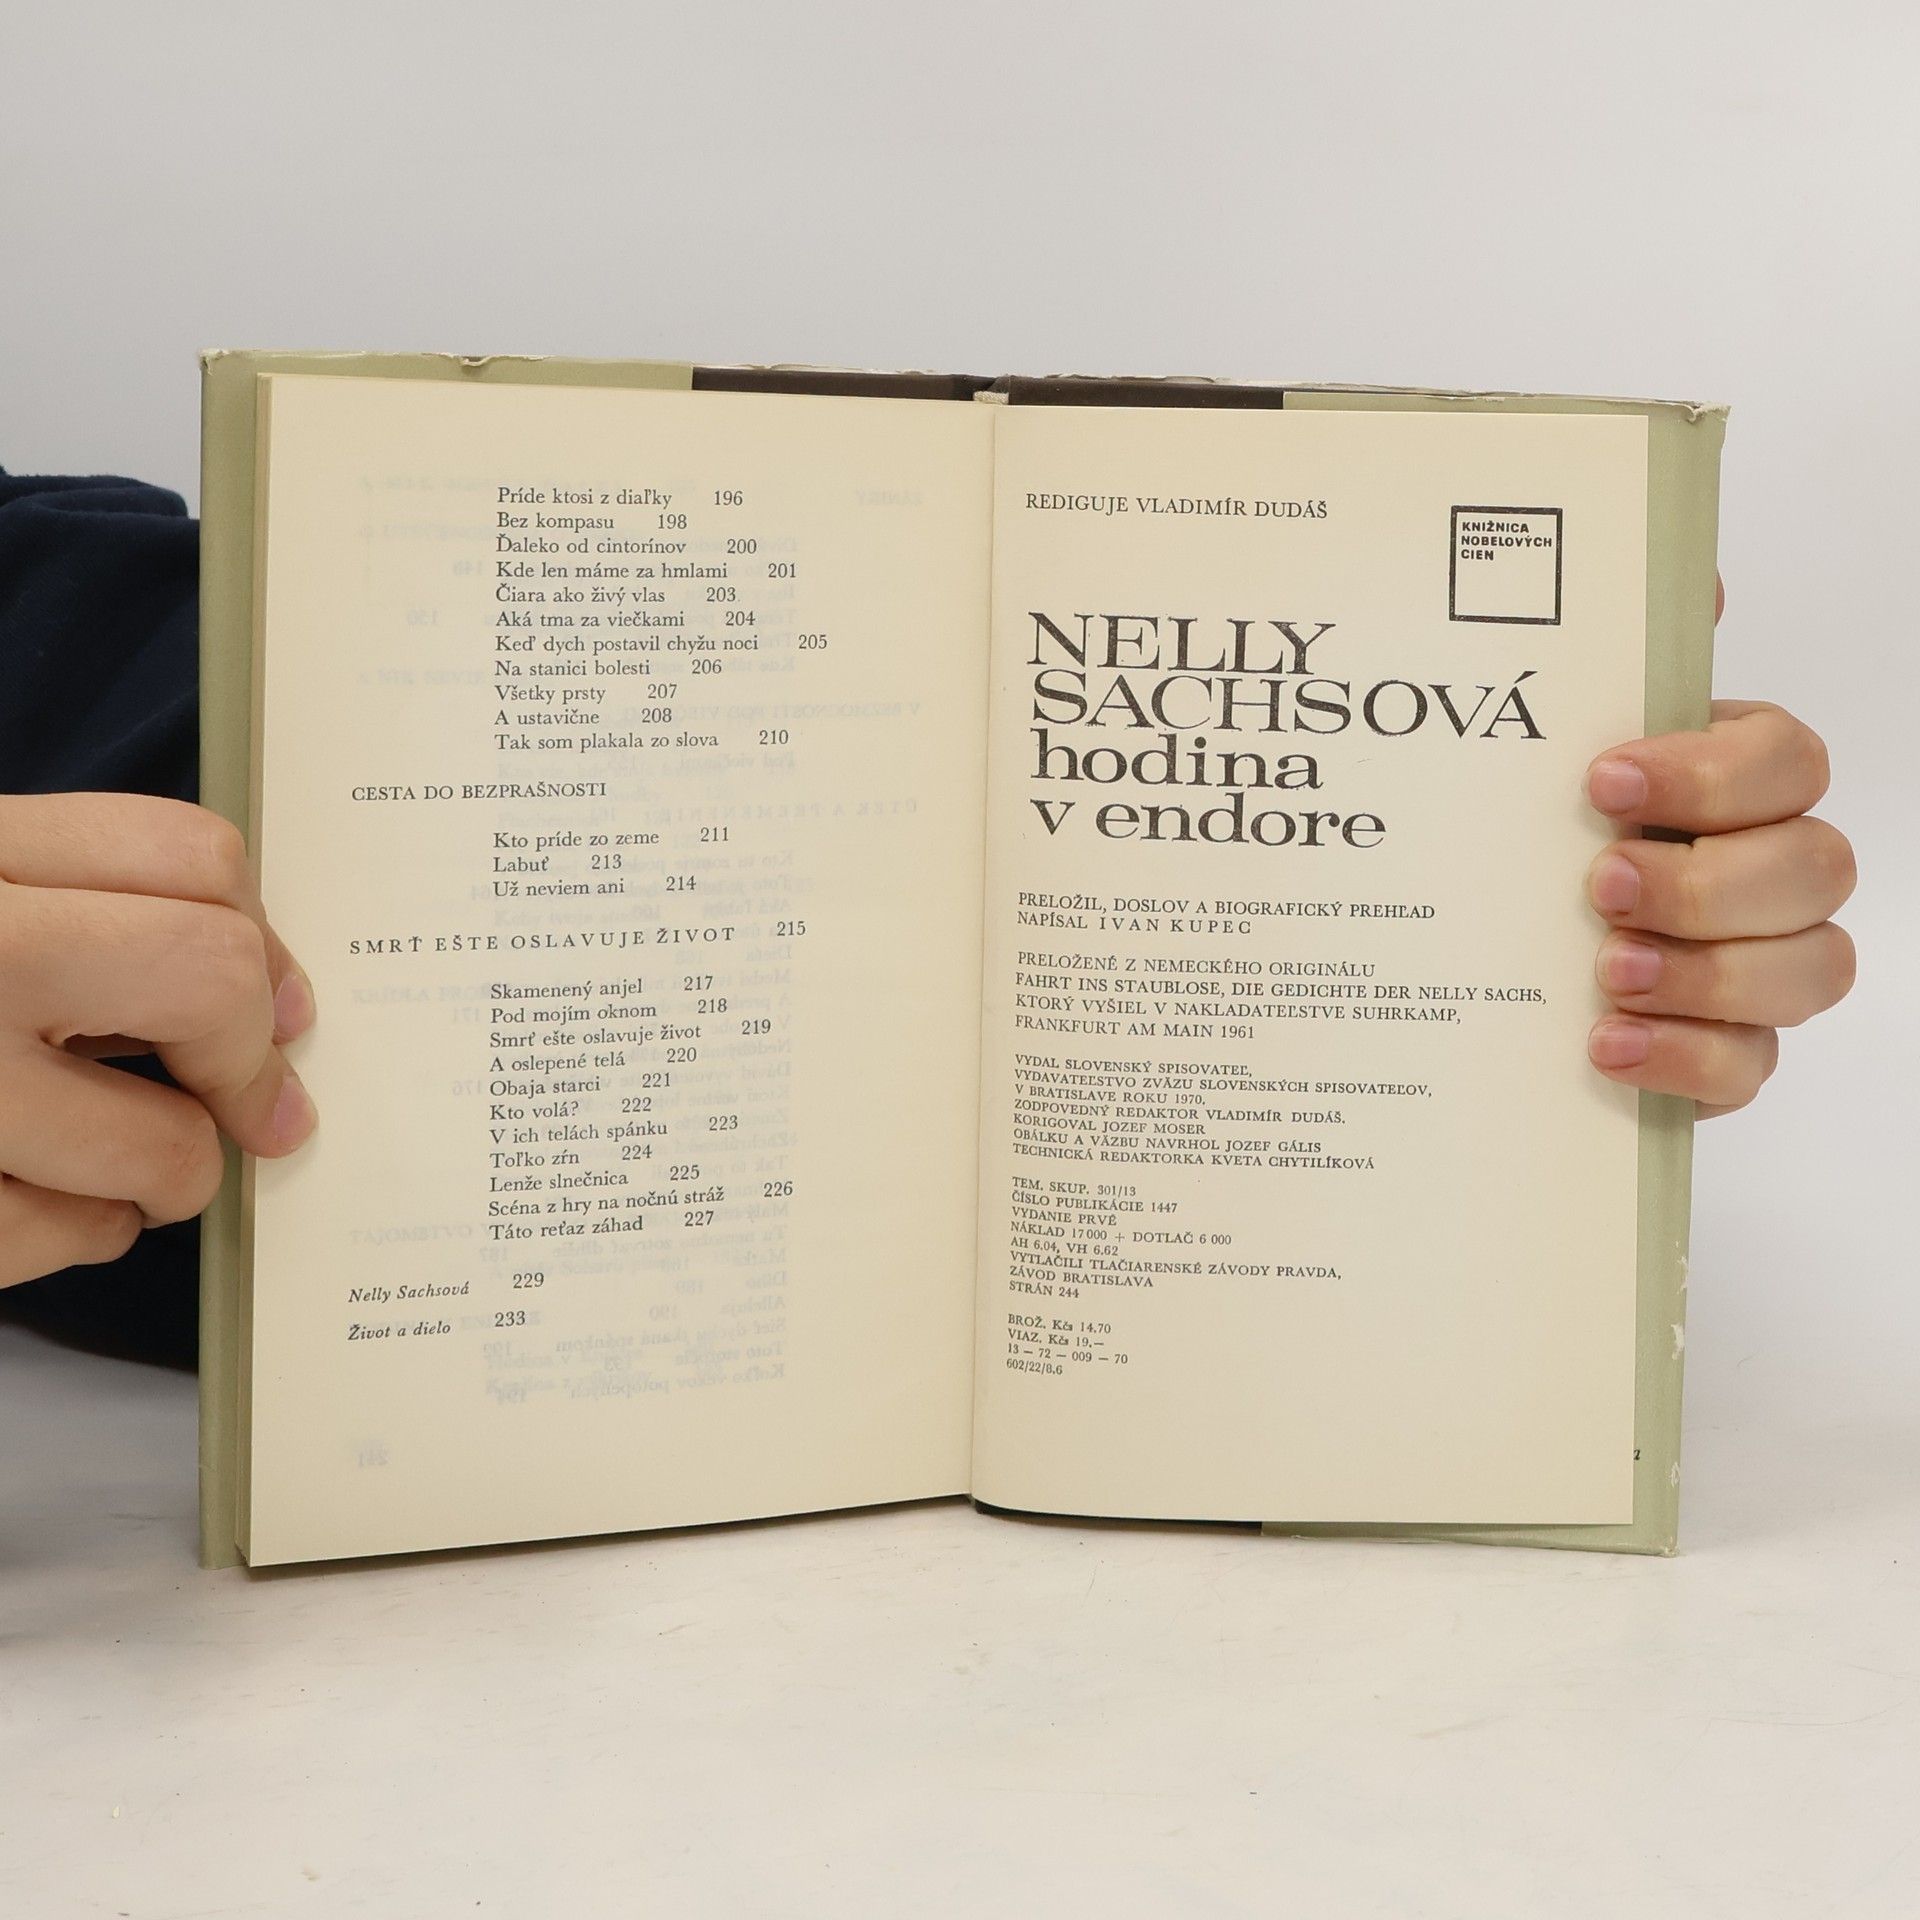 Príde ktosi z diaľky 196
Bez kompasu 198
Ďaleko od cintorínov 200
Kde len máme za hmlami 201
Čiara ako živý vlas 203
Aká tma za viečkami 204
Keď dych postavil chyžu noci 205
Na stanici bolesti 206
Všetky prsty 207
A ustavične 208
Tak som plakala zo slova 210
CESTA DO BEZPRAŠNOSTI
Kto príde zo zeme 211
Labuť 213
Už neviem ani 214
SMRŤ EŠTE OSLAVUJE ŽIVOT 215
Skamenený anjel 217
Pod mojím oknom 218
Smrť ešte oslavuje život 219
A oslepené telá 220
Obaja starci 221
Kto volá? 222
V ich telách spánku 223
Toľko zŕn 224
Lenže slnečnica 225
Scéna z hry na nočnú stráž 226
Táto reťaz záhad 227
Nelly Sachsová 229
Život a dielo 233
REDIGUJE VLADIMÍR DUDÁŠ
KNIŽNICA
NOBELOVÝCH
CIEN
NELLY
SACHSOVÁ
hodina
v endore
PRELOŽIL, DOSLOV A BIOGRAFICKÝ PREHĽAD
NAPÍSAL IVAN KUPEC
PRELOŽENÉ Z NEMECKÉHO ORIGINÁLU
FAHRT INS STAUBLOSE, DIE GEDICHTE DER NELLY SACHS,
KTORÝ VYŠIEL V NAKLADATEĽSTVE SUHRKAMP,
FRANKFURT AM MAIN 1961
VYDAL SLOVENSKÝ SPISOVATEĽ,
VYDAVATEĽSTVO ZVÄZU SLOVENSKÝCH SPISOVATEĽOV,
V BRATISLAVE ROKU 1970.
ZODPOVEDNÝ REDAKTOR VLADIMÍR DUDÁŠ.
KORIGOVAL JOZEF MOSER
OBÁLKU A VÄZBU NAVRHOL JOZEF GÁLIS
TECHNICKÁ REDAKTORKA KVETA CHYTILÍKOVÁ
TEM. SKUP. 301/13
ČÍSLO PUBLIKÁCIE 1447
VYDANIE PRVÉ
NÁKLAD 17 000 + DOTLAČ 6 000
AH 6,04, VH 6.62
VYTLAČILI TLAČIARENSKÉ ZÁVODY PRAVDA,
ZÁVOD BRATISLAVA
STRÁN 244
BROŽ. Kčs 14,70
VIAZ. Kčs 19,—
13 — 72 — 009 — 70
602/22/8,6